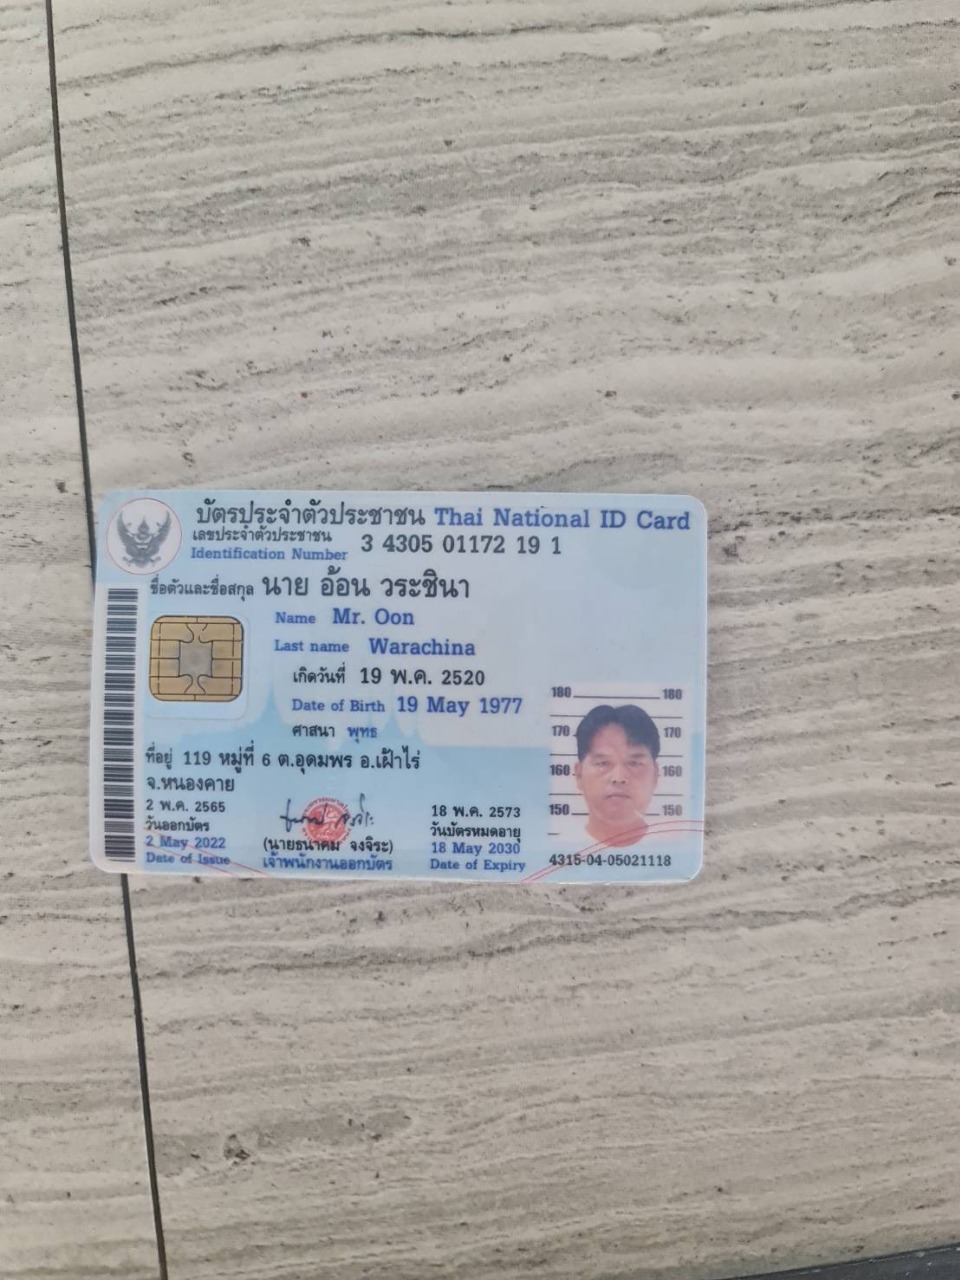 บัตรประจำตัวประชาชน Thai National ID Card
เลขประจำตัวประชาชน
Identification Number 3 4305 01172 19 1
ชื่อตัวและชื่อสกุล นาย อ้อน วระชินา
Name Mr. Oon
Last name Warachina
เกิดวันที่ 19 พ.ค. 2520
Date of Birth 19 May 1977
ศาสนา พุทธ
ที่อยู่ 119 หมู่ที่ 6 ต.อุดมพร อ.เฝ้าไร่
จ.หนองคาย
2 พ.ค. 2565
วันออกบัตร
2 May 2022
Date of Issue
(นายธนาคม จงจิระ)
เจ้าพนักงานออกบัตร
18 พ.ค. 2573
วันบัตรหมดอายุ
18 May 2030
Date of Expiry
180 180
170 170
160 160
150 150
4315-04-05021118